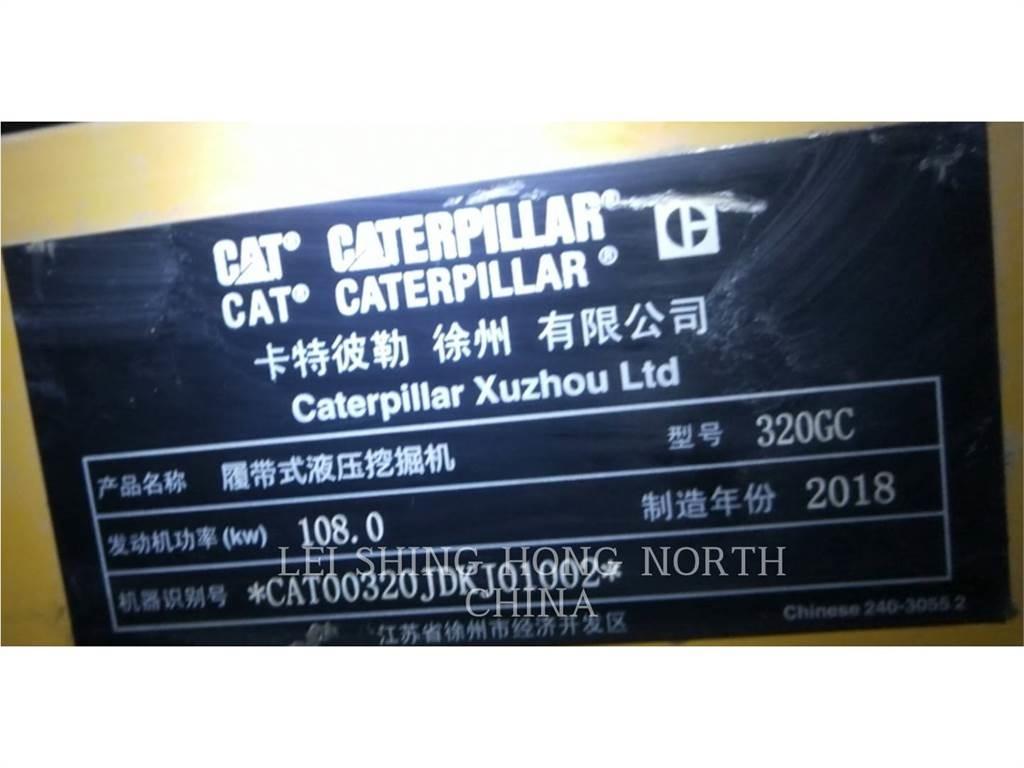 CAT® CATERPILLAR®
CAT® CATERPILLAR®
卡特彼勒 徐州 有限公司
Caterpillar Xuzhou Ltd
产品名称 履带式液压挖掘机 型号 320GC
发动机功率(kw) 108.0 制造年份 2018
机器识别号 *CAT00320JDKJ01002*
LEI SHING HONG NORTH
CHINA
江苏省徐州市经济开发区
Chinese 240-3055 2